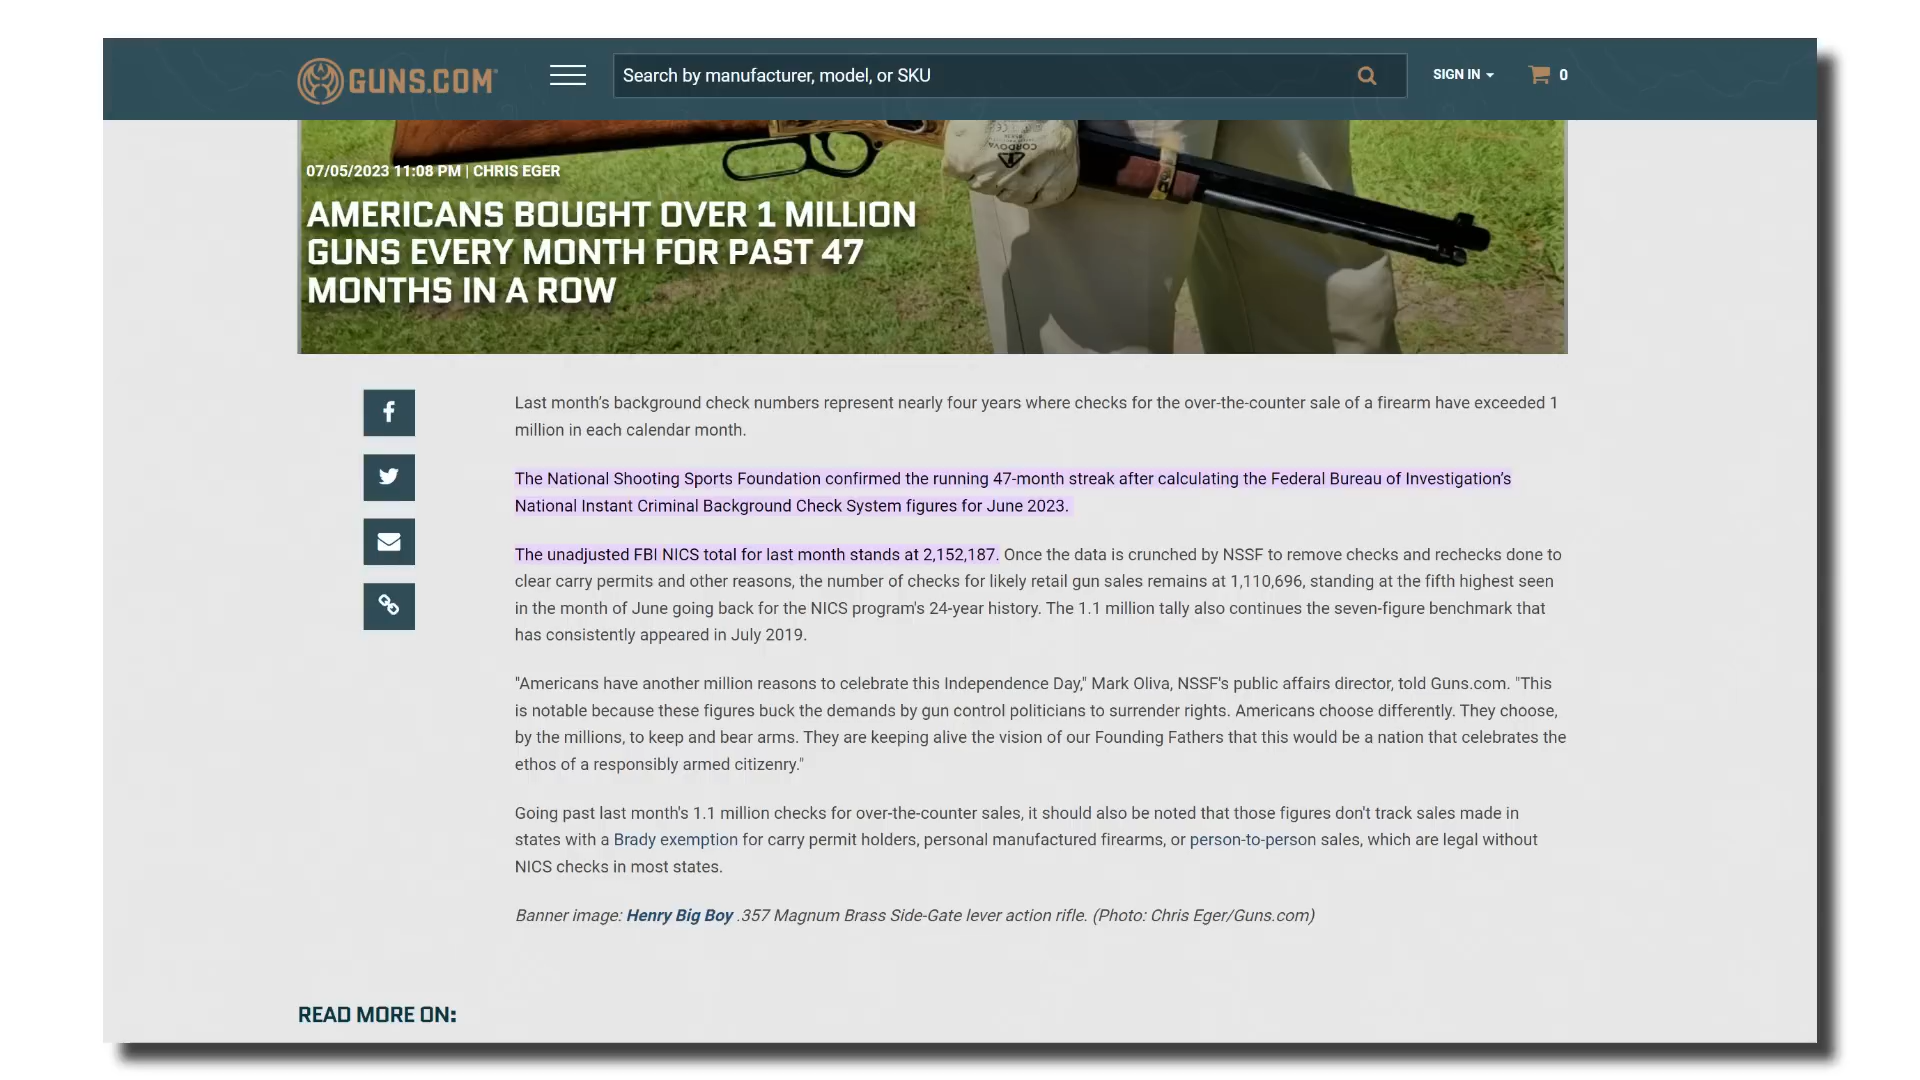 GUNS.COM
Search by manufacturer, model, or SKU
SIGN IN
0
CORDOVA
07/05/2023 11:08 PM | CHRIS EGER
AMERICANS BOUGHT OVER 1 MILLION
GUNS EVERY MONTH FOR PAST 47
MONTHS IN A ROW
Last month's background check numbers represent nearly four years where checks for the over-the-counter sale of a firearm have exceeded 1
million in each calendar month.
The National Shooting Sports Foundation confirmed the running 47-month streak after calculating the Federal Bureau of Investigation's
National Instant Criminal Background Check System figures for June 2023.
The unadjusted FBI NICS total for last month stands at 2,152,187. Once the data is crunched by NSSF to remove checks and rechecks done to
clear carry permits and other reasons, the number of checks for likely retail gun sales remains at 1,110,696, standing at the fifth highest seen
in the month of June going back for the NICS program's 24-year history. The 1.1 million tally also continues the seven-figure benchmark that
has consistently appeared in July 2019.
"Americans have another million reasons to celebrate this Independence Day," Mark Oliva, NSSF's public affairs director, told Guns.com. "This
is notable because these figures buck the demands by gun control politicians to surrender rights. Americans choose differently. They choose,
by the millions, to keep and bear arms. They are keeping alive the vision of our Founding Fathers that this would be a nation that celebrates the
ethos of a responsibly armed citizenry."
Going past last month's 1.1 million checks for over-the-counter sales, it should also be noted that those figures don't track sales made in
states with a Brady exemption for carry permit holders, personal manufactured firearms, or person-to-person sales, which are legal without
NICS checks in most states.
Banner image: Henry Big Boy .357 Magnum Brass Side-Gate lever action rifle. (Photo: Chris Eger/Guns.com)
READ MORE ON: